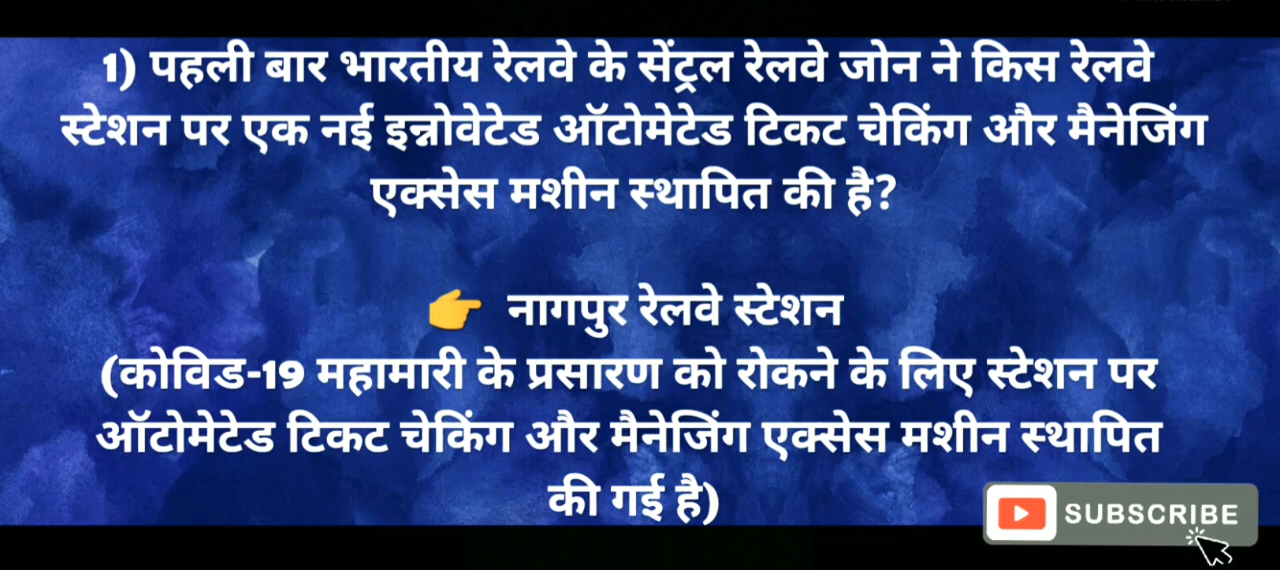 1) पहली बार भारतीय रेलवे के सेंट्रल रेलवे जोन ने किस रेलवे
स्टेशन पर एक नई इन्नोवेटेड ऑटोमेटेड टिकट चेकिंग और मैनेजिंग
एक्सेस मशीन स्थापित की है?
👉 नागपुर रेलवे स्टेशन
(कोविड-19 महामारी के प्रसारण को रोकने के लिए स्टेशन पर
ऑटोमेटेड टिकट चेकिंग और मैनेजिंग एक्सेस मशीन स्थापित
की गई है)
SUBSCRIBE